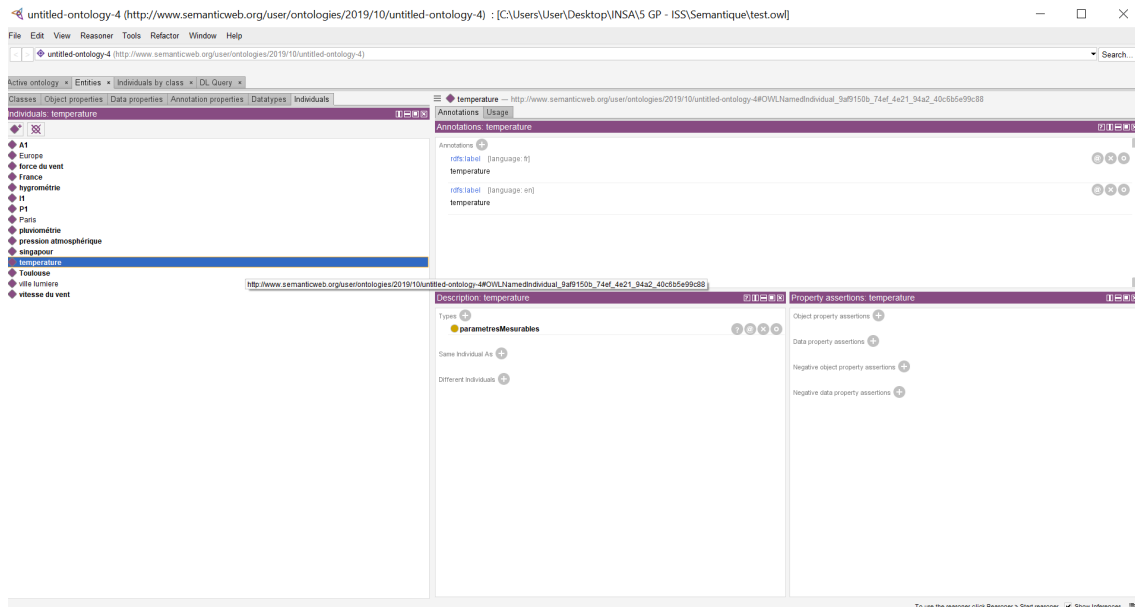 untitled-ontology-4 (http://www.semanticweb.org/user/ontologies/2019/10/untitled-ontology-4) : [C:\Users\User\Desktop\INSA\5 GP - ISS\Semantique\test.owl]
File Edit View Reasoner Tools Refactor Window Help
untitled-ontology-4 (http://www.semanticweb.org/user/ontologies/2019/10/untitled-ontology-4) Search...
Active ontology × Entities × Individuals by class × DL Query ×
Classes Object properties Data properties Annotation properties Datatypes Individuals
temperature — http://www.semanticweb.org/user/ontologies/2019/10/untitled-ontology-4#OWLNamedIndividual_9af9150b_74ef_4e21_94a2_40c6b5e99c88
Individuals: temperature
Annotations Usage
Annotations: temperature
A1
Europe
force du vent
France
hygrométrie
I1
P1
Paris
pluviométrie
pression atmosphérique
singapour
temperature
Toulouse
ville lumiere
vitesse du vent
Annotations
rdfs:label [language: fr]
temperature
rdfs:label [language: en]
temperature
http://www.semanticweb.org/user/ontologies/2019/10/untitled-ontology-4#OWLNamedIndividual_9af9150b_74ef_4e21_94a2_40c6b5e99c88
Description: temperature
Types
parametresMesurables
Same Individual As
Different Individuals
Property assertions: temperature
Object property assertions
Data property assertions
Negative object property assertions
Negative data property assertions
To use the reasoner click Reasoner > Start reasoner Show Inferences